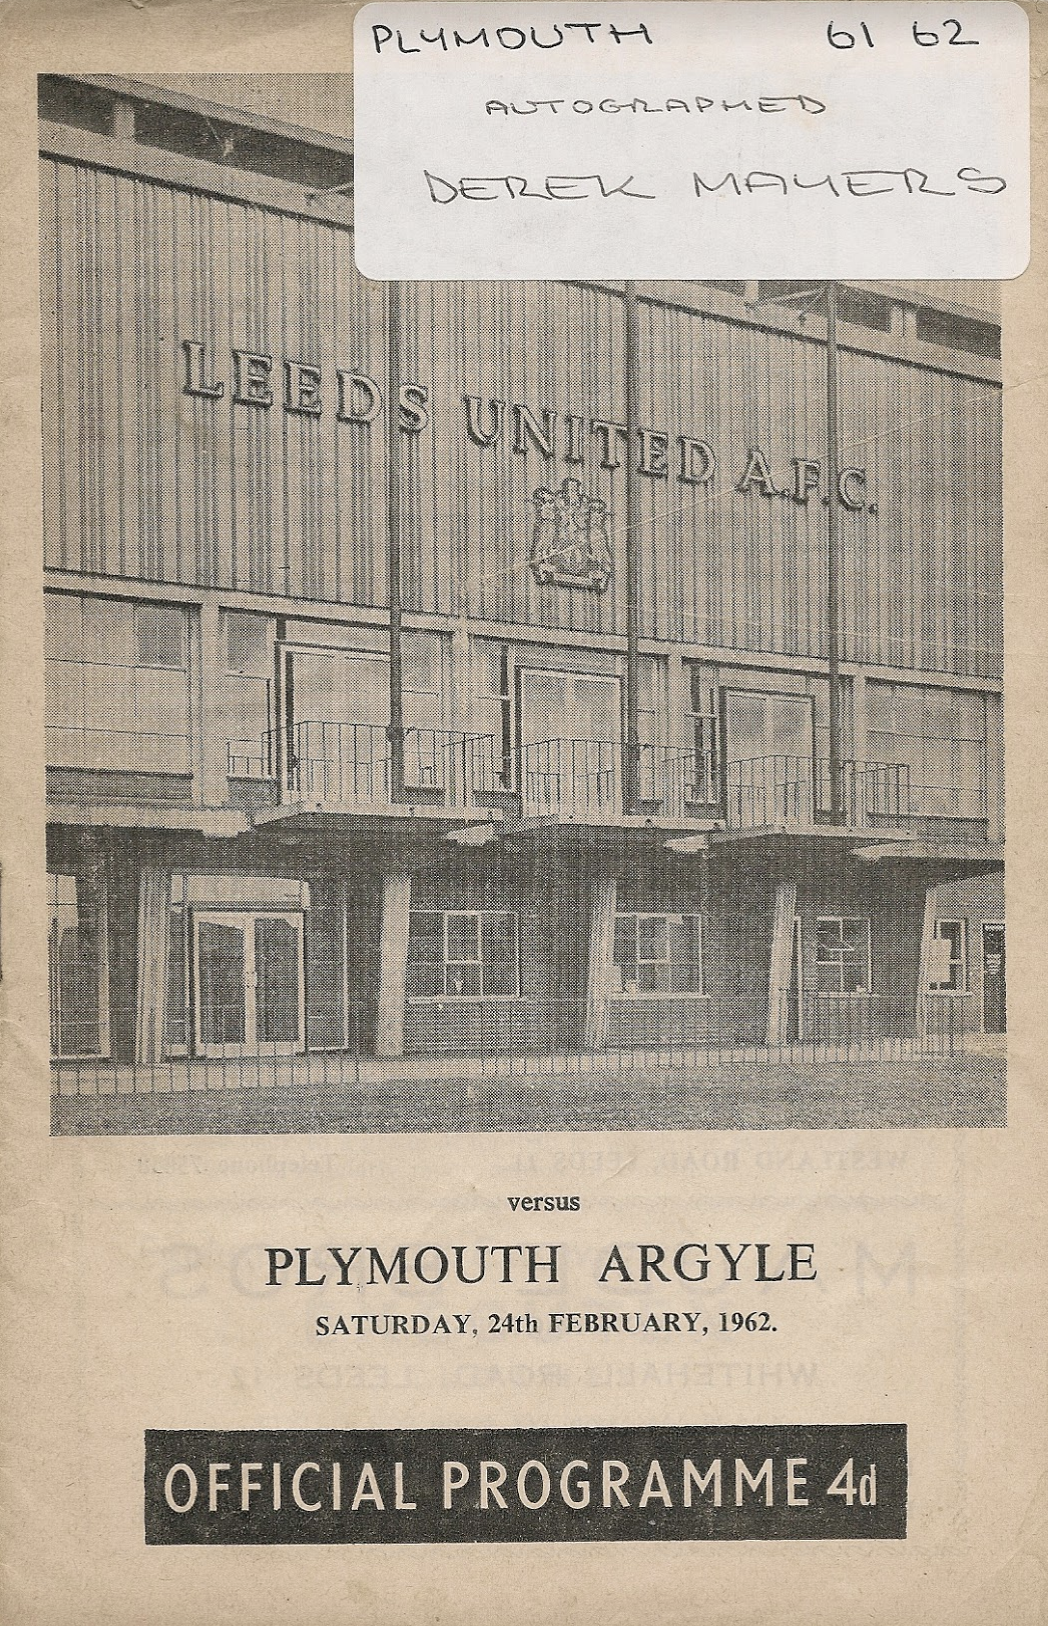 PLYMOUTH 61 62
AUTOGRAPHED
DEREK MAYERS
LEEDS UNITED A.F.C.
versus
PLYMOUTH ARGYLE
SATURDAY, 24th FEBRUARY, 1962.
OFFICIAL PROGRAMME 4d